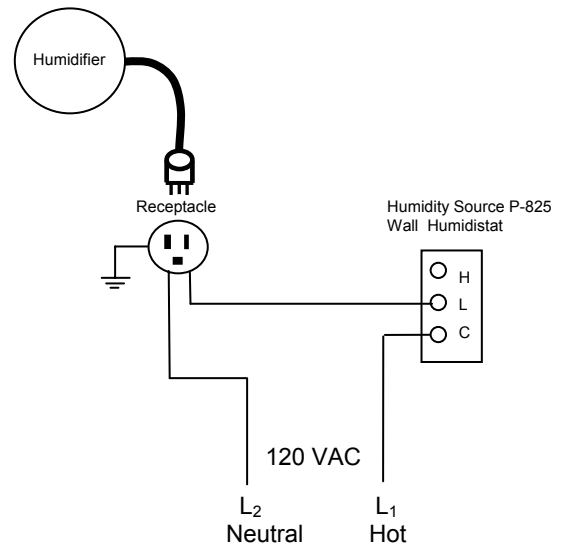 Humidifier
Receptacle
Humidity Source P-825
Wall Humidistat
H
L
C
120 VAC
L₂
Neutral
L₁
Hot